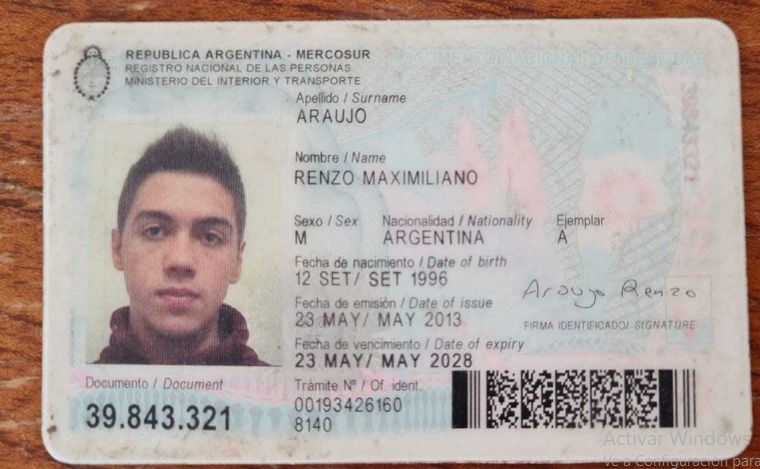 REPUBLICA ARGENTINA - MERCOSUR
REGISTRO NACIONAL DE LAS PERSONAS
MINISTERIO DEL INTERIOR Y TRANSPORTE
Apellido / Surname
ARAUJO
Nombre / Name
RENZO MAXIMILIANO
Sexo / Sex Nacionalidad / Nationality Ejemplar
M ARGENTINA A
Fecha de nacimiento / Date of birth
12 SET/ SET 1996
Araujo Renzo
Fecha de emisión / Date of issue
23 MAY/ MAY 2013
FIRMA IDENTIFICADO/ SIGNATURE
Fecha de vencimiento / Date of expiry
23 MAY/ MAY 2028
Documento / Document
39.843.321
Trámite Nº / Of. ident.
00193426160
8140
Activar Windows
Ve a Configuración para